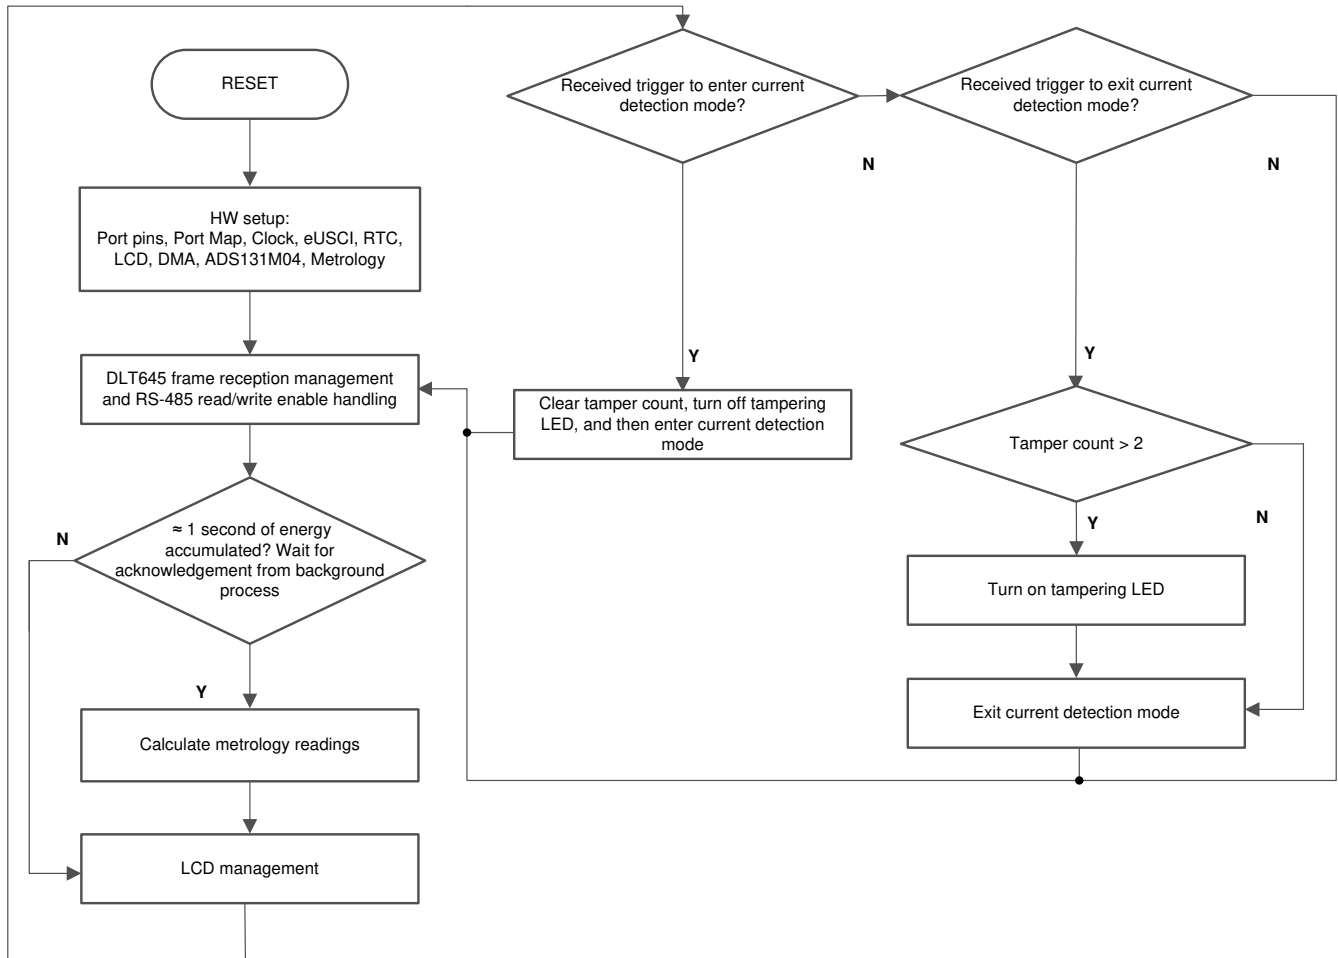 RESET
HW setup:
Port pins, Port Map, Clock, eUSCI, RTC,
LCD, DMA, ADS131M04, Metrology
DLT645 frame reception management
and RS-485 read/write enable handling
≈ 1 second of energy
accumulated? Wait for
acknowledgement from background
process
N
Y
Calculate metrology readings
LCD management
Received trigger to enter current
detection mode?
N
Y
Clear tamper count, turn off tampering
LED, and then enter current detection
mode
Received trigger to exit current
detection mode?
N
Y
Tamper count > 2
N
Y
Turn on tampering LED
Exit current detection mode